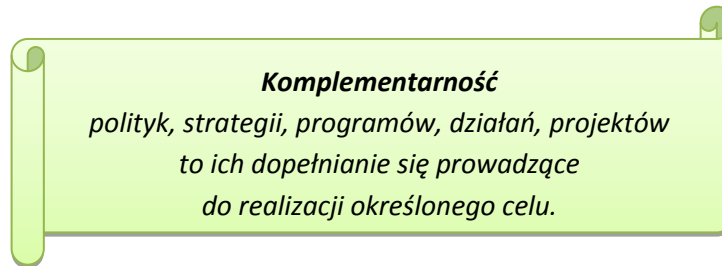 Komplementarność
polityk, strategii, programów, działań, projektów
to ich dopełnianie się prowadzące
do realizacji określonego celu.